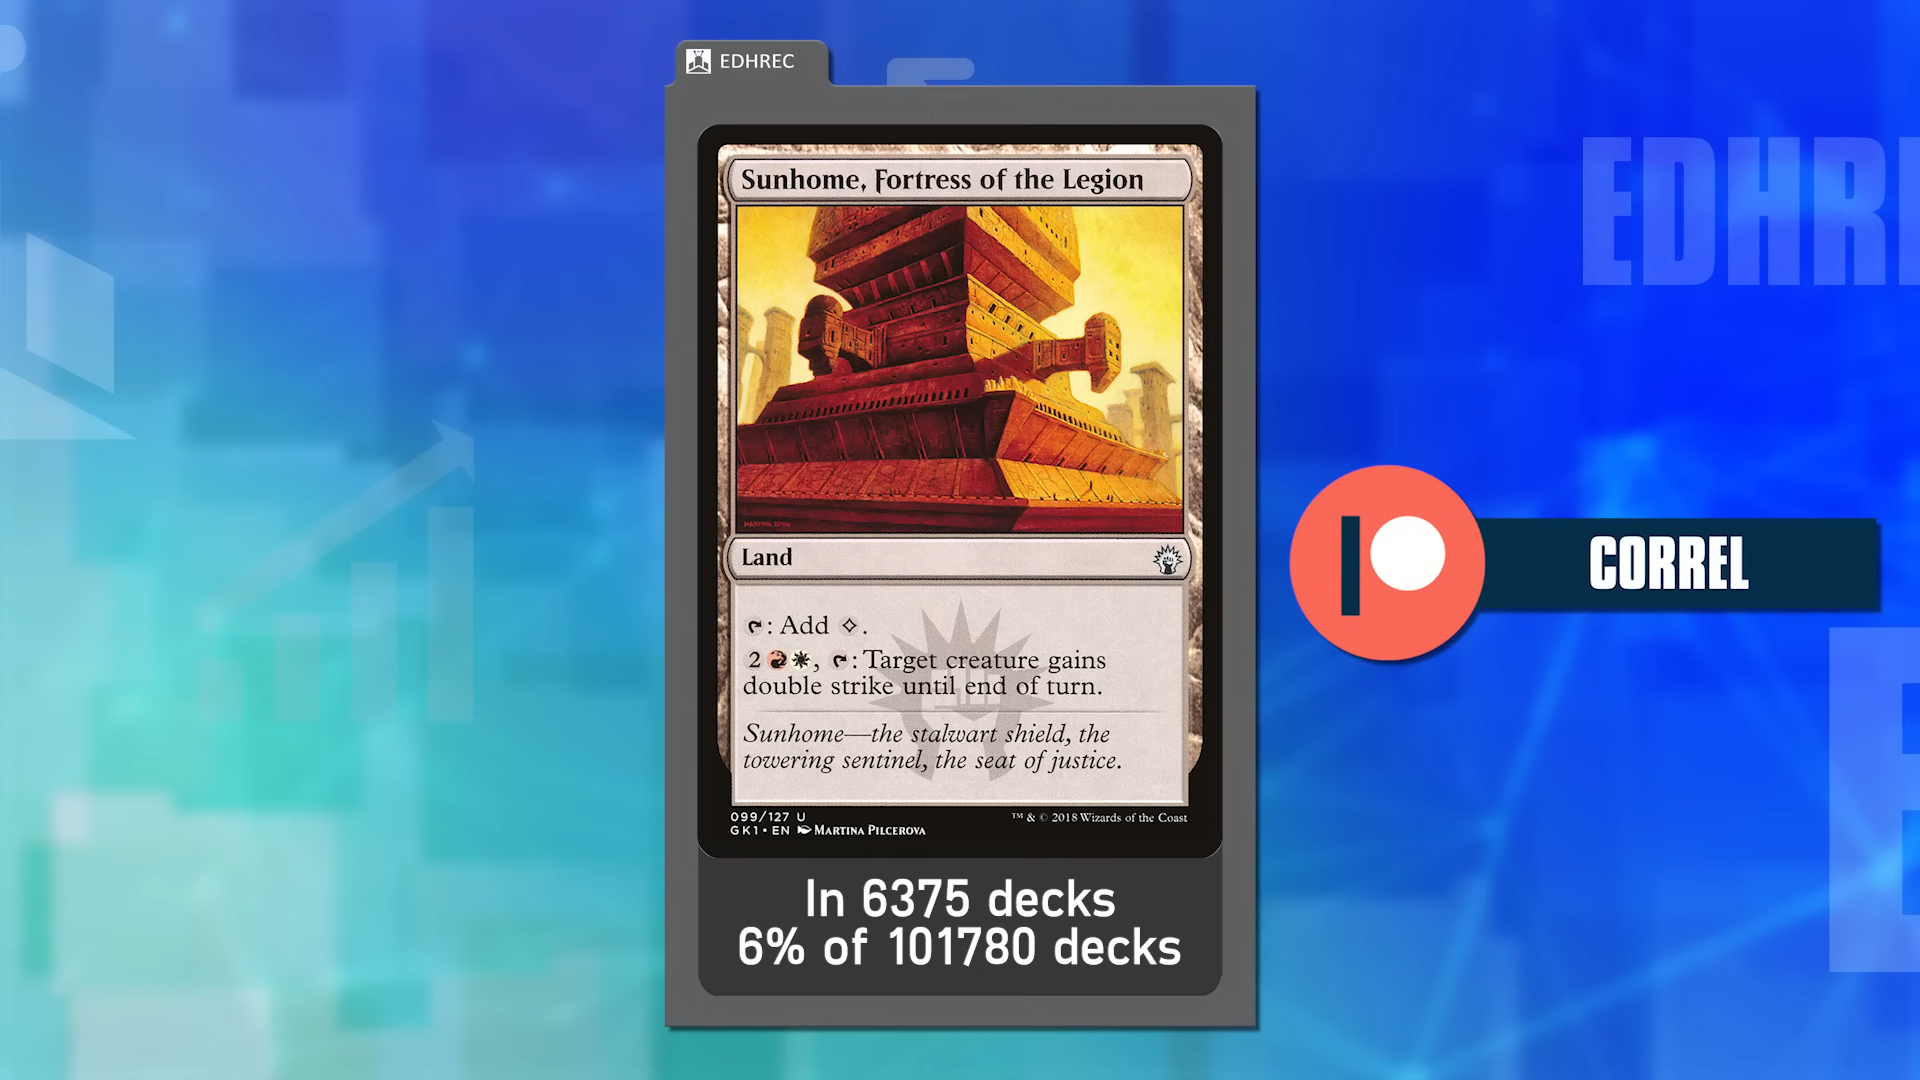 EDHREC
EDHR
Sunhome, Fortress of the Legion
Land
: Add .
2, : Target creature gains
double strike until end of turn.
Sunhome—the stalwart shield, the
towering sentinel, the seat of justice.
099/127 U
GK1 • EN MARTINA PILCEROVA
™ & © 2018 Wizards of the Coast
In 6375 decks
6% of 101780 decks
CORREL